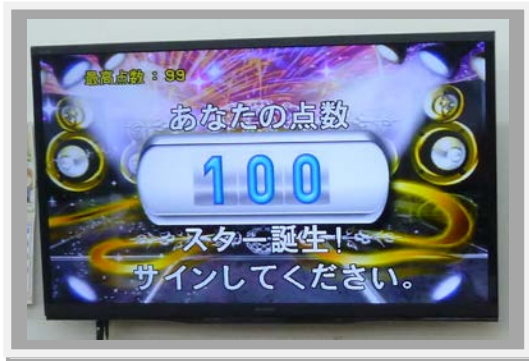 最高点数：99
あなたの点数
100
スター誕生！
サインしてください。